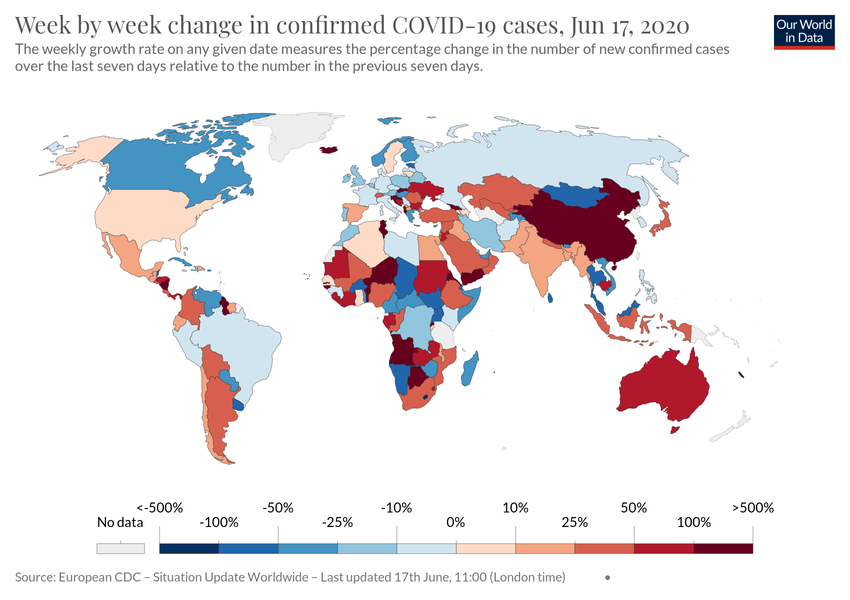 Week by week change in confirmed COVID-19 cases, Jun 17, 2020
Our World
in Data
The weekly growth rate on any given date measures the percentage change in the number of new confirmed cases
over the last seven days relative to the number in the previous seven days.
<-500% -50% -10% 10% 50% >500%
No data -100% -25% 0% 25% 100%
Source: European CDC – Situation Update Worldwide – Last updated 17th June, 11:00 (London time)